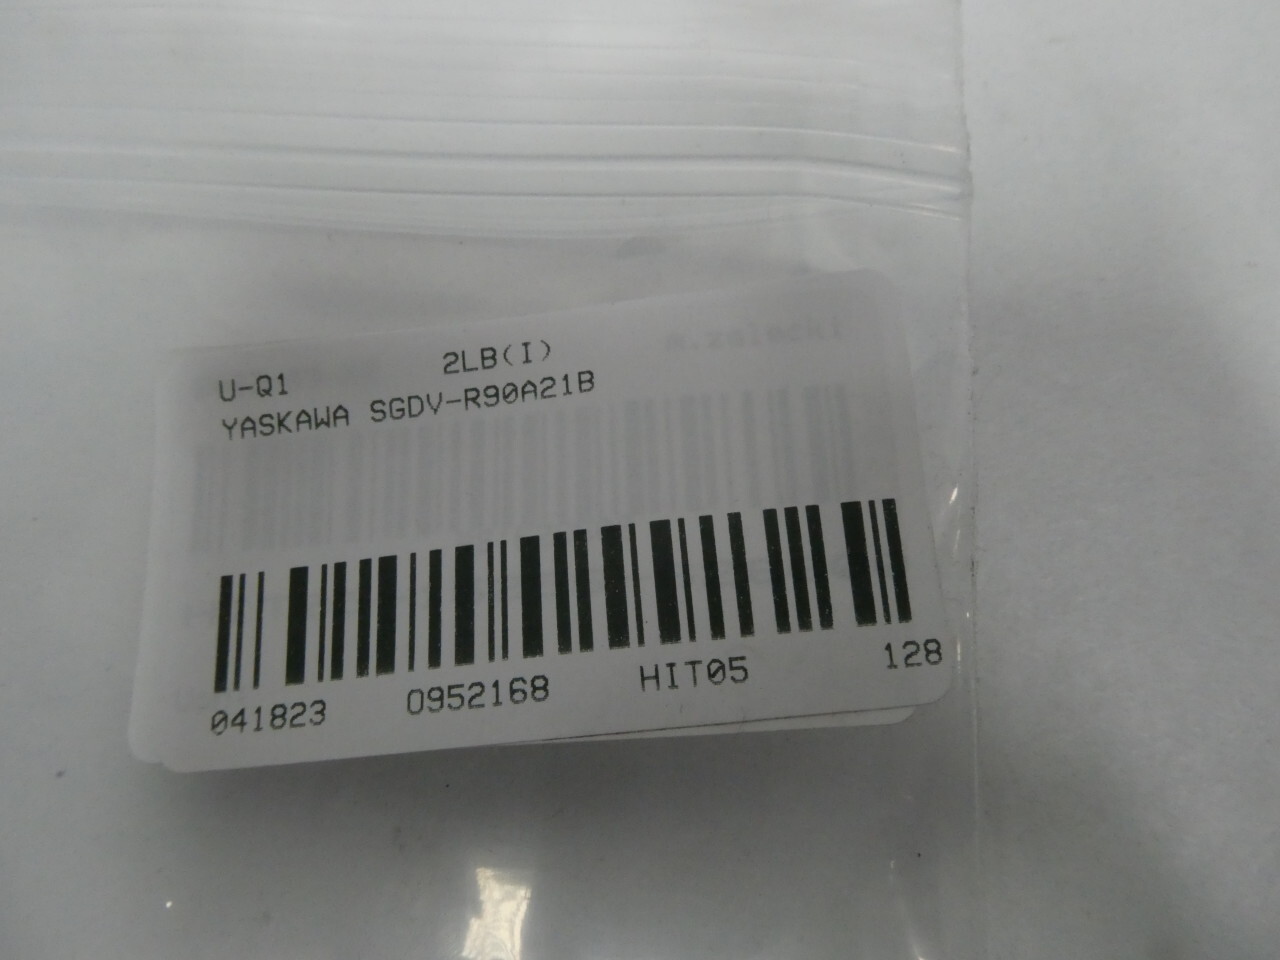 U-Q1 2LB(I)
YASKAWA SGDV-R90A21B
041823 0952168 HIT05 128